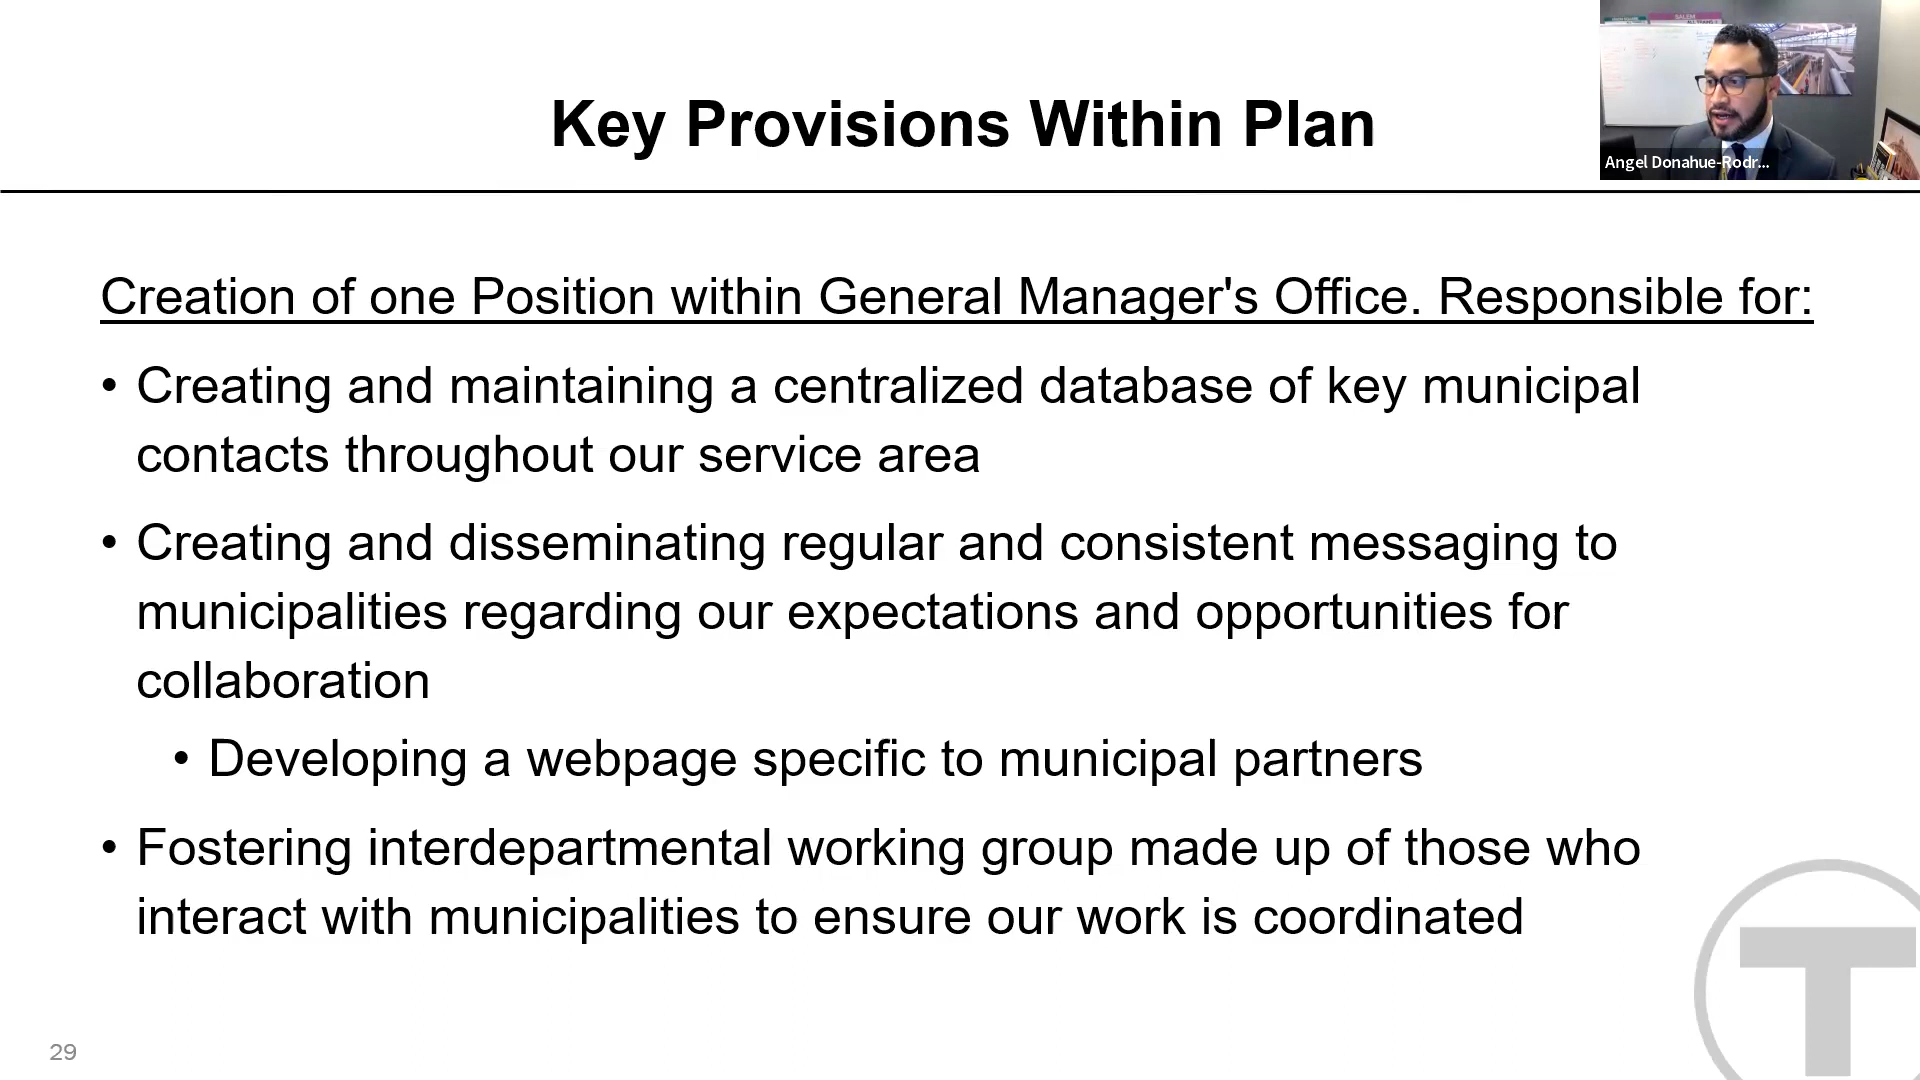 Key Provisions Within Plan
SALEM
Angel Donahue-Rodr...
Creation of one Position within General Manager's Office. Responsible for:
• Creating and maintaining a centralized database of key municipal
contacts throughout our service area
• Creating and disseminating regular and consistent messaging to
municipalities regarding our expectations and opportunities for
collaboration
• Developing a webpage specific to municipal partners
• Fostering interdepartmental working group made up of those who
interact with municipalities to ensure our work is coordinated
T
29